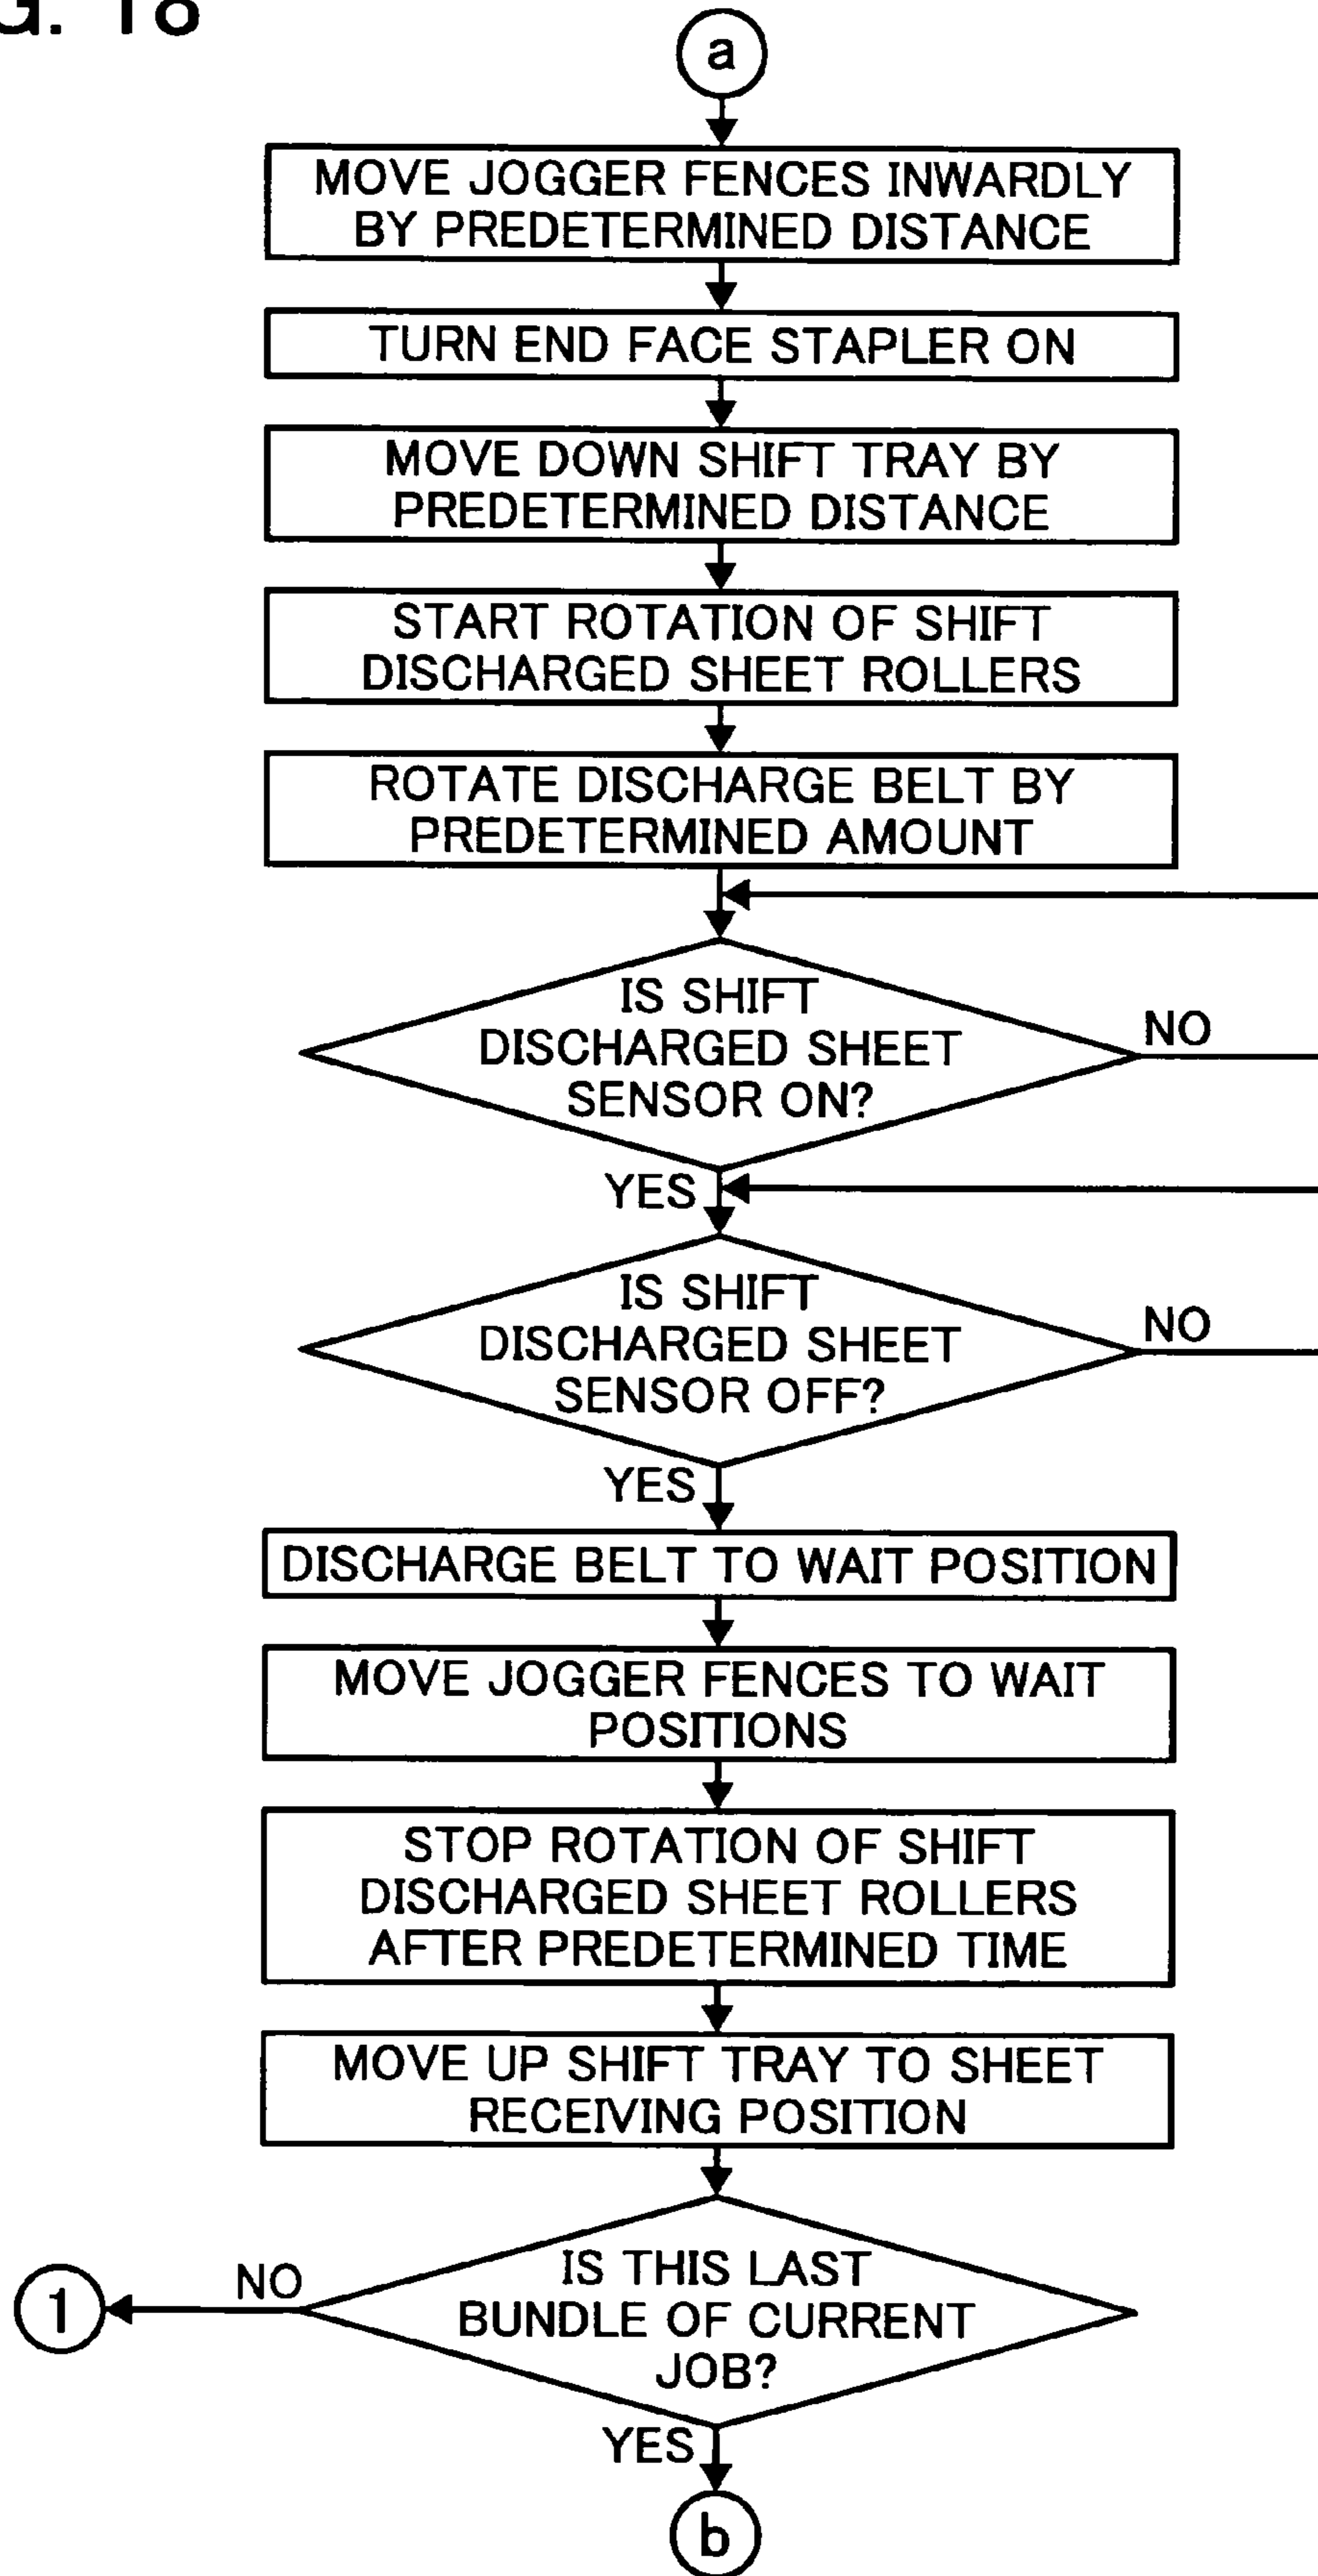 G. 18
a
MOVE JOGGER FENCES INWARDLY
BY PREDETERMINED DISTANCE
TURN END FACE STAPLER ON
MOVE DOWN SHIFT TRAY BY
PREDETERMINED DISTANCE
START ROTATION OF SHIFT
DISCHARGED SHEET ROLLERS
ROTATE DISCHARGE BELT BY
PREDETERMINED AMOUNT
IS SHIFT
DISCHARGED SHEET
SENSOR ON?
NO
YES
IS SHIFT
DISCHARGED SHEET
SENSOR OFF?
NO
YES
DISCHARGE BELT TO WAIT POSITION
MOVE JOGGER FENCES TO WAIT
POSITIONS
STOP ROTATION OF SHIFT
DISCHARGED SHEET ROLLERS
AFTER PREDETERMINED TIME
MOVE UP SHIFT TRAY TO SHEET
RECEIVING POSITION
IS THIS LAST
BUNDLE OF CURRENT
JOB?
NO
1
YES
b